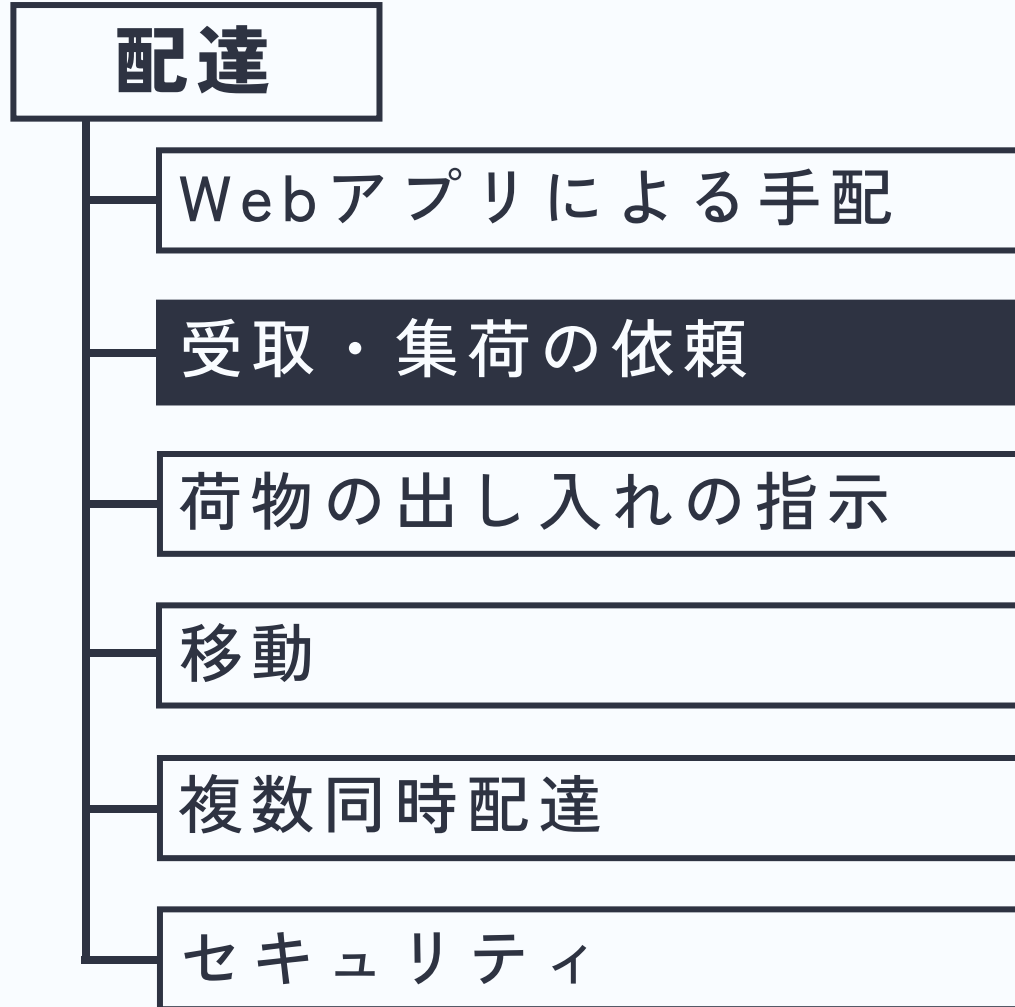 配達
Webアプリによる手配
受取・集荷の依頼
荷物の出し入れの指示
移動
複数同時配達
セキュリティ